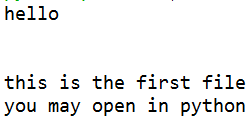 hello
this is the first file
you may open in python